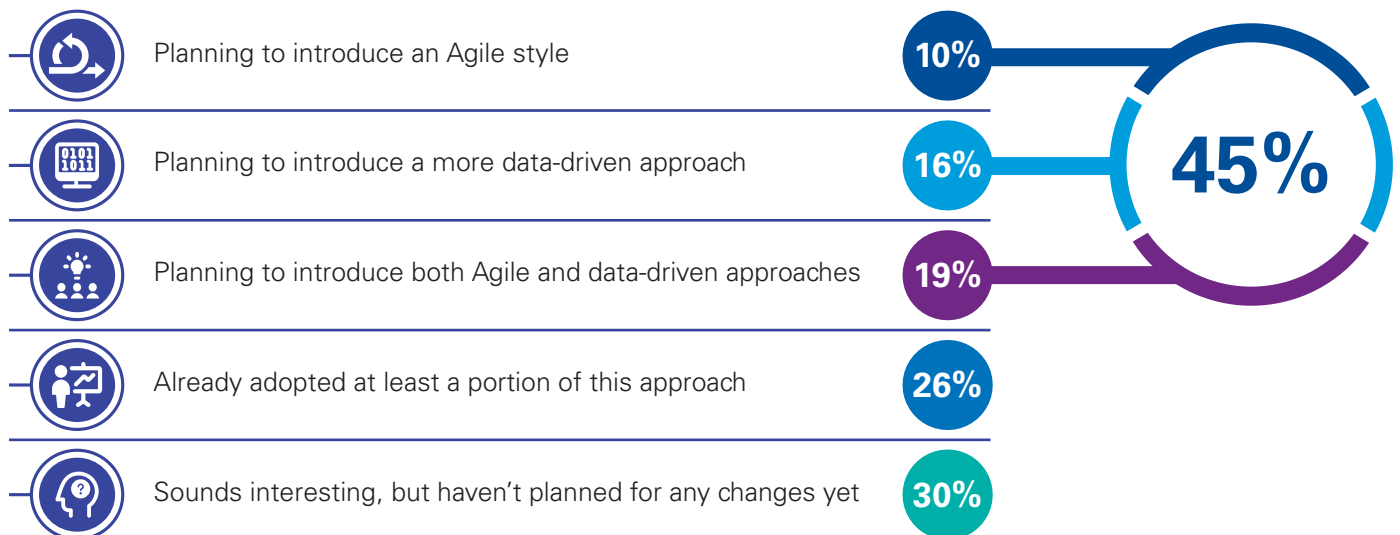 Planning to introduce an Agile style
10%
0101
1011
Planning to introduce a more data-driven approach
16%
45%
Planning to introduce both Agile and data-driven approaches
19%
Already adopted at least a portion of this approach
26%
?
Sounds interesting, but haven’t planned for any changes yet
30%